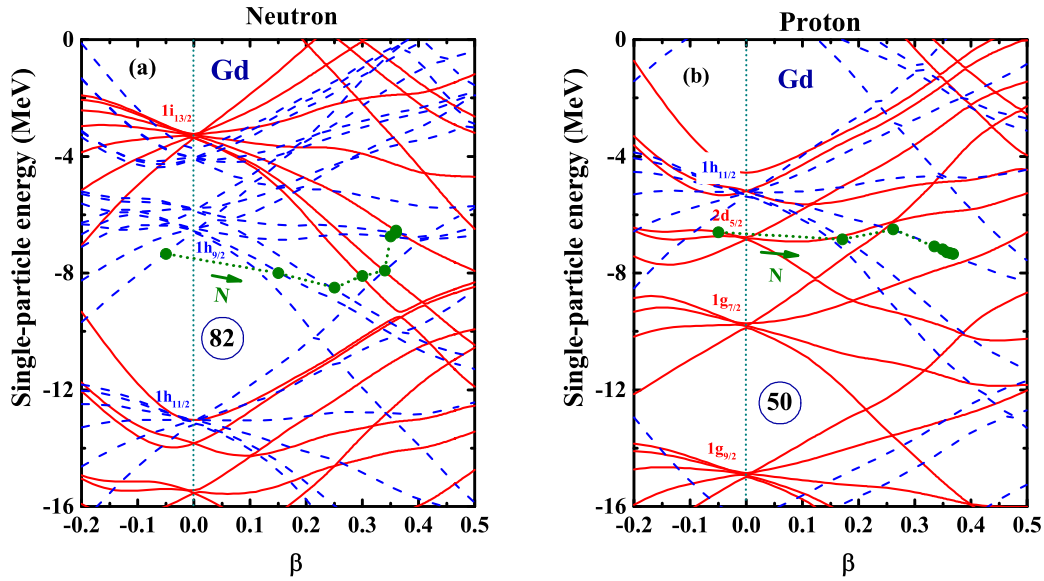 Neutron
Proton
(a)
Gd
(b)
Gd
Single-particle energy (MeV)
Single-particle energy (MeV)
0
-4
-8
-12
-16
0
-4
-8
-12
-16
1i13/2
1h9/2
N
82
1h11/2
1h11/2
2d5/2
N
1g7/2
50
1g9/2
-0.2 -0.1 0.0 0.1 0.2 0.3 0.4 0.5
-0.2 -0.1 0.0 0.1 0.2 0.3 0.4 0.5
β
β